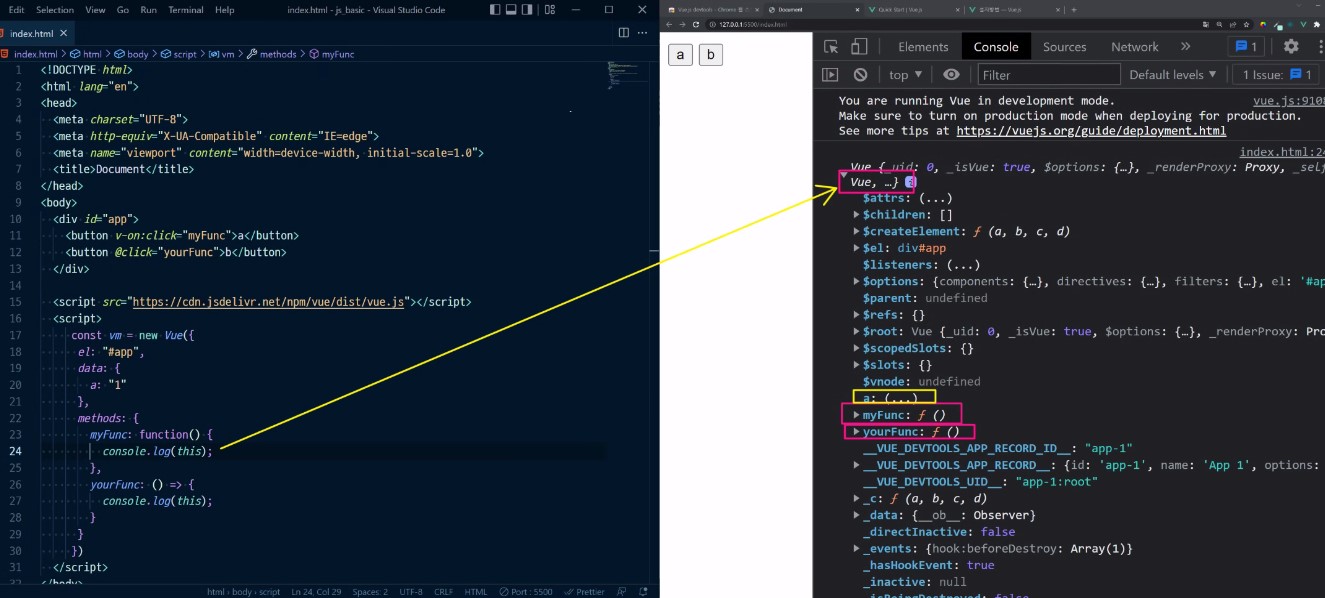 Edit Selection View Go Run Terminal Help index.html - js_basic - Visual Studio Code
index.html
index.html > html > body > script > vm > methods > myFunc
1 <!DOCTYPE html>
2 <html lang="en">
3 <head>
4 <meta charset="UTF-8">
5 <meta http-equiv="X-UA-Compatible" content="IE=edge">
6 <meta name="viewport" content="width=device-width, initial-scale=1.0">
7 <title>Document</title>
8 </head>
9 <body>
10 <div id="app">
11 <button v-on:click="myFunc">a</button>
12 <button @click="yourFunc">b</button>
13 </div>
14
15 <script src="https://cdn.jsdelivr.net/npm/vue/dist/vue.js"></script>
16 <script>
17 const vm = new Vue({
18 el: "#app",
19 data: {
20 a: "1"
21 },
22 methods: {
23 myFunc: function() {
24 console.log(this);
25 },
26 yourFunc: () => {
27 console.log(this);
28 }
29 }
30 })
31 </script>
32 </body>
html > body > script Ln 24, Col 29 Spaces: 2 UTF-8 CRLF HTML Port : 5500 Prettier
Document
Quick Start | Vue.js
127.0.0.1:5500/index.html
a b
Elements Console Sources Network » 1
top Filter Default levels 1 Issue: 1
You are running Vue in development mode. vue.js:9108
Make sure to turn on production mode when deploying for production.
See more tips at https://vuejs.org/guide/deployment.html
index.html:24
Vue {_uid: 0, _isVue: true, $options: {…}, _renderProxy: Proxy, _self
Vue, …}
$attrs: (...)
$children: []
$createElement: ƒ (a, b, c, d)
$el: div#app
$listeners: (...)
$options: {components: {…}, directives: {…}, filters: {…}, el: '#ap
$parent: undefined
$refs: {}
$root: Vue {_uid: 0, _isVue: true, $options: {…}, _renderProxy: Pro
$scopedSlots: {}
$slots: {}
$vnode: undefined
a: (...)
myFunc: ƒ ()
yourFunc: ƒ ()
__VUE_DEVTOOLS_APP_RECORD_ID__: "app-1"
__VUE_DEVTOOLS_APP_RECORD__: {id: 'app-1', name: 'App 1', options:
__VUE_DEVTOOLS_UID__: "app-1:root"
_c: ƒ (a, b, c, d)
_data: {__ob__: Observer}
_directInactive: false
_events: {hook:beforeDestroy: Array(1)}
_hasHookEvent: true
_inactive: null
_isBeingDestroyed: false